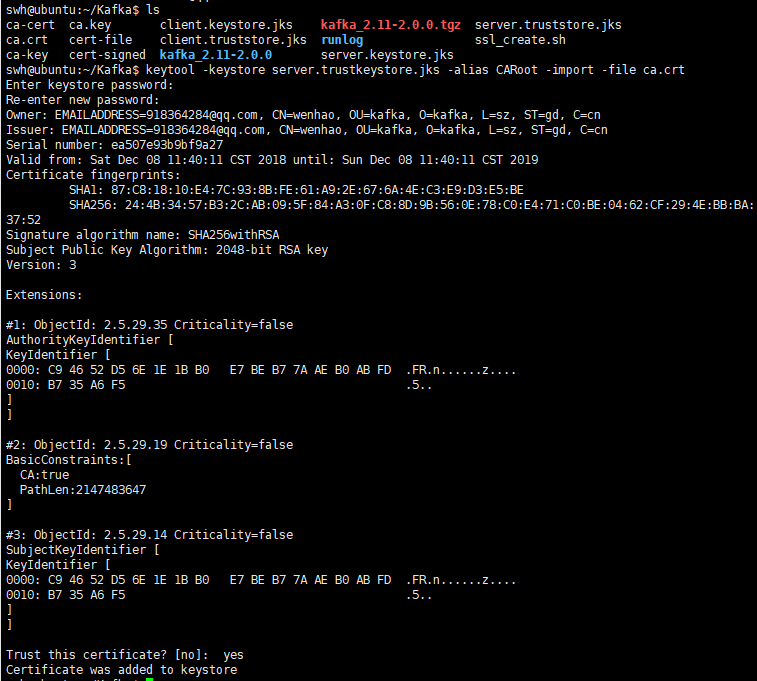 swh@ubuntu:~/Kafka$ ls
ca-cert ca.key client.keystore.jks kafka_2.11-2.0.0.tgz server.truststore.jks
ca.crt cert-file client.truststore.jks runlog ssl_create.sh
ca-key cert-signed kafka_2.11-2.0.0 server.keystore.jks
swh@ubuntu:~/Kafka$ keytool -keystore server.trustkeystore.jks -alias CARoot -import -file ca.crt
Enter keystore password:
Re-enter new password:
Owner: EMAILADDRESS=918364284@qq.com, CN=wenhao, OU=kafka, O=kafka, L=sz, ST=gd, C=cn
Issuer: EMAILADDRESS=918364284@qq.com, CN=wenhao, OU=kafka, O=kafka, L=sz, ST=gd, C=cn
Serial number: ea507e93b9bf9a27
Valid from: Sat Dec 08 11:40:11 CST 2018 until: Sun Dec 08 11:40:11 CST 2019
Certificate fingerprints:
SHA1: 87:C8:18:10:E4:7C:93:8B:FE:61:A9:2E:67:6A:4E:C3:E9:D3:E5:BE
SHA256: 24:4B:34:57:B3:2C:AB:09:5F:84:A3:0F:C8:8D:9B:56:0E:78:C0:E4:71:C0:BE:04:62:CF:29:4E:BB:BA:
37:52
Signature algorithm name: SHA256withRSA
Subject Public Key Algorithm: 2048-bit RSA key
Version: 3
Extensions:
#1: ObjectId: 2.5.29.35 Criticality=false
AuthorityKeyIdentifier [
KeyIdentifier [
0000: C9 46 52 D5 6E 1E 1B B0 E7 BE B7 7A AE B0 AB FD .FR.n......z....
0010: B7 35 A6 F5 .5..
]
]
#2: ObjectId: 2.5.29.19 Criticality=false
BasicConstraints:[
CA:true
PathLen:2147483647
]
#3: ObjectId: 2.5.29.14 Criticality=false
SubjectKeyIdentifier [
KeyIdentifier [
0000: C9 46 52 D5 6E 1E 1B B0 E7 BE B7 7A AE B0 AB FD .FR.n......z....
0010: B7 35 A6 F5 .5..
]
]
Trust this certificate? [no]: yes
Certificate was added to keystore